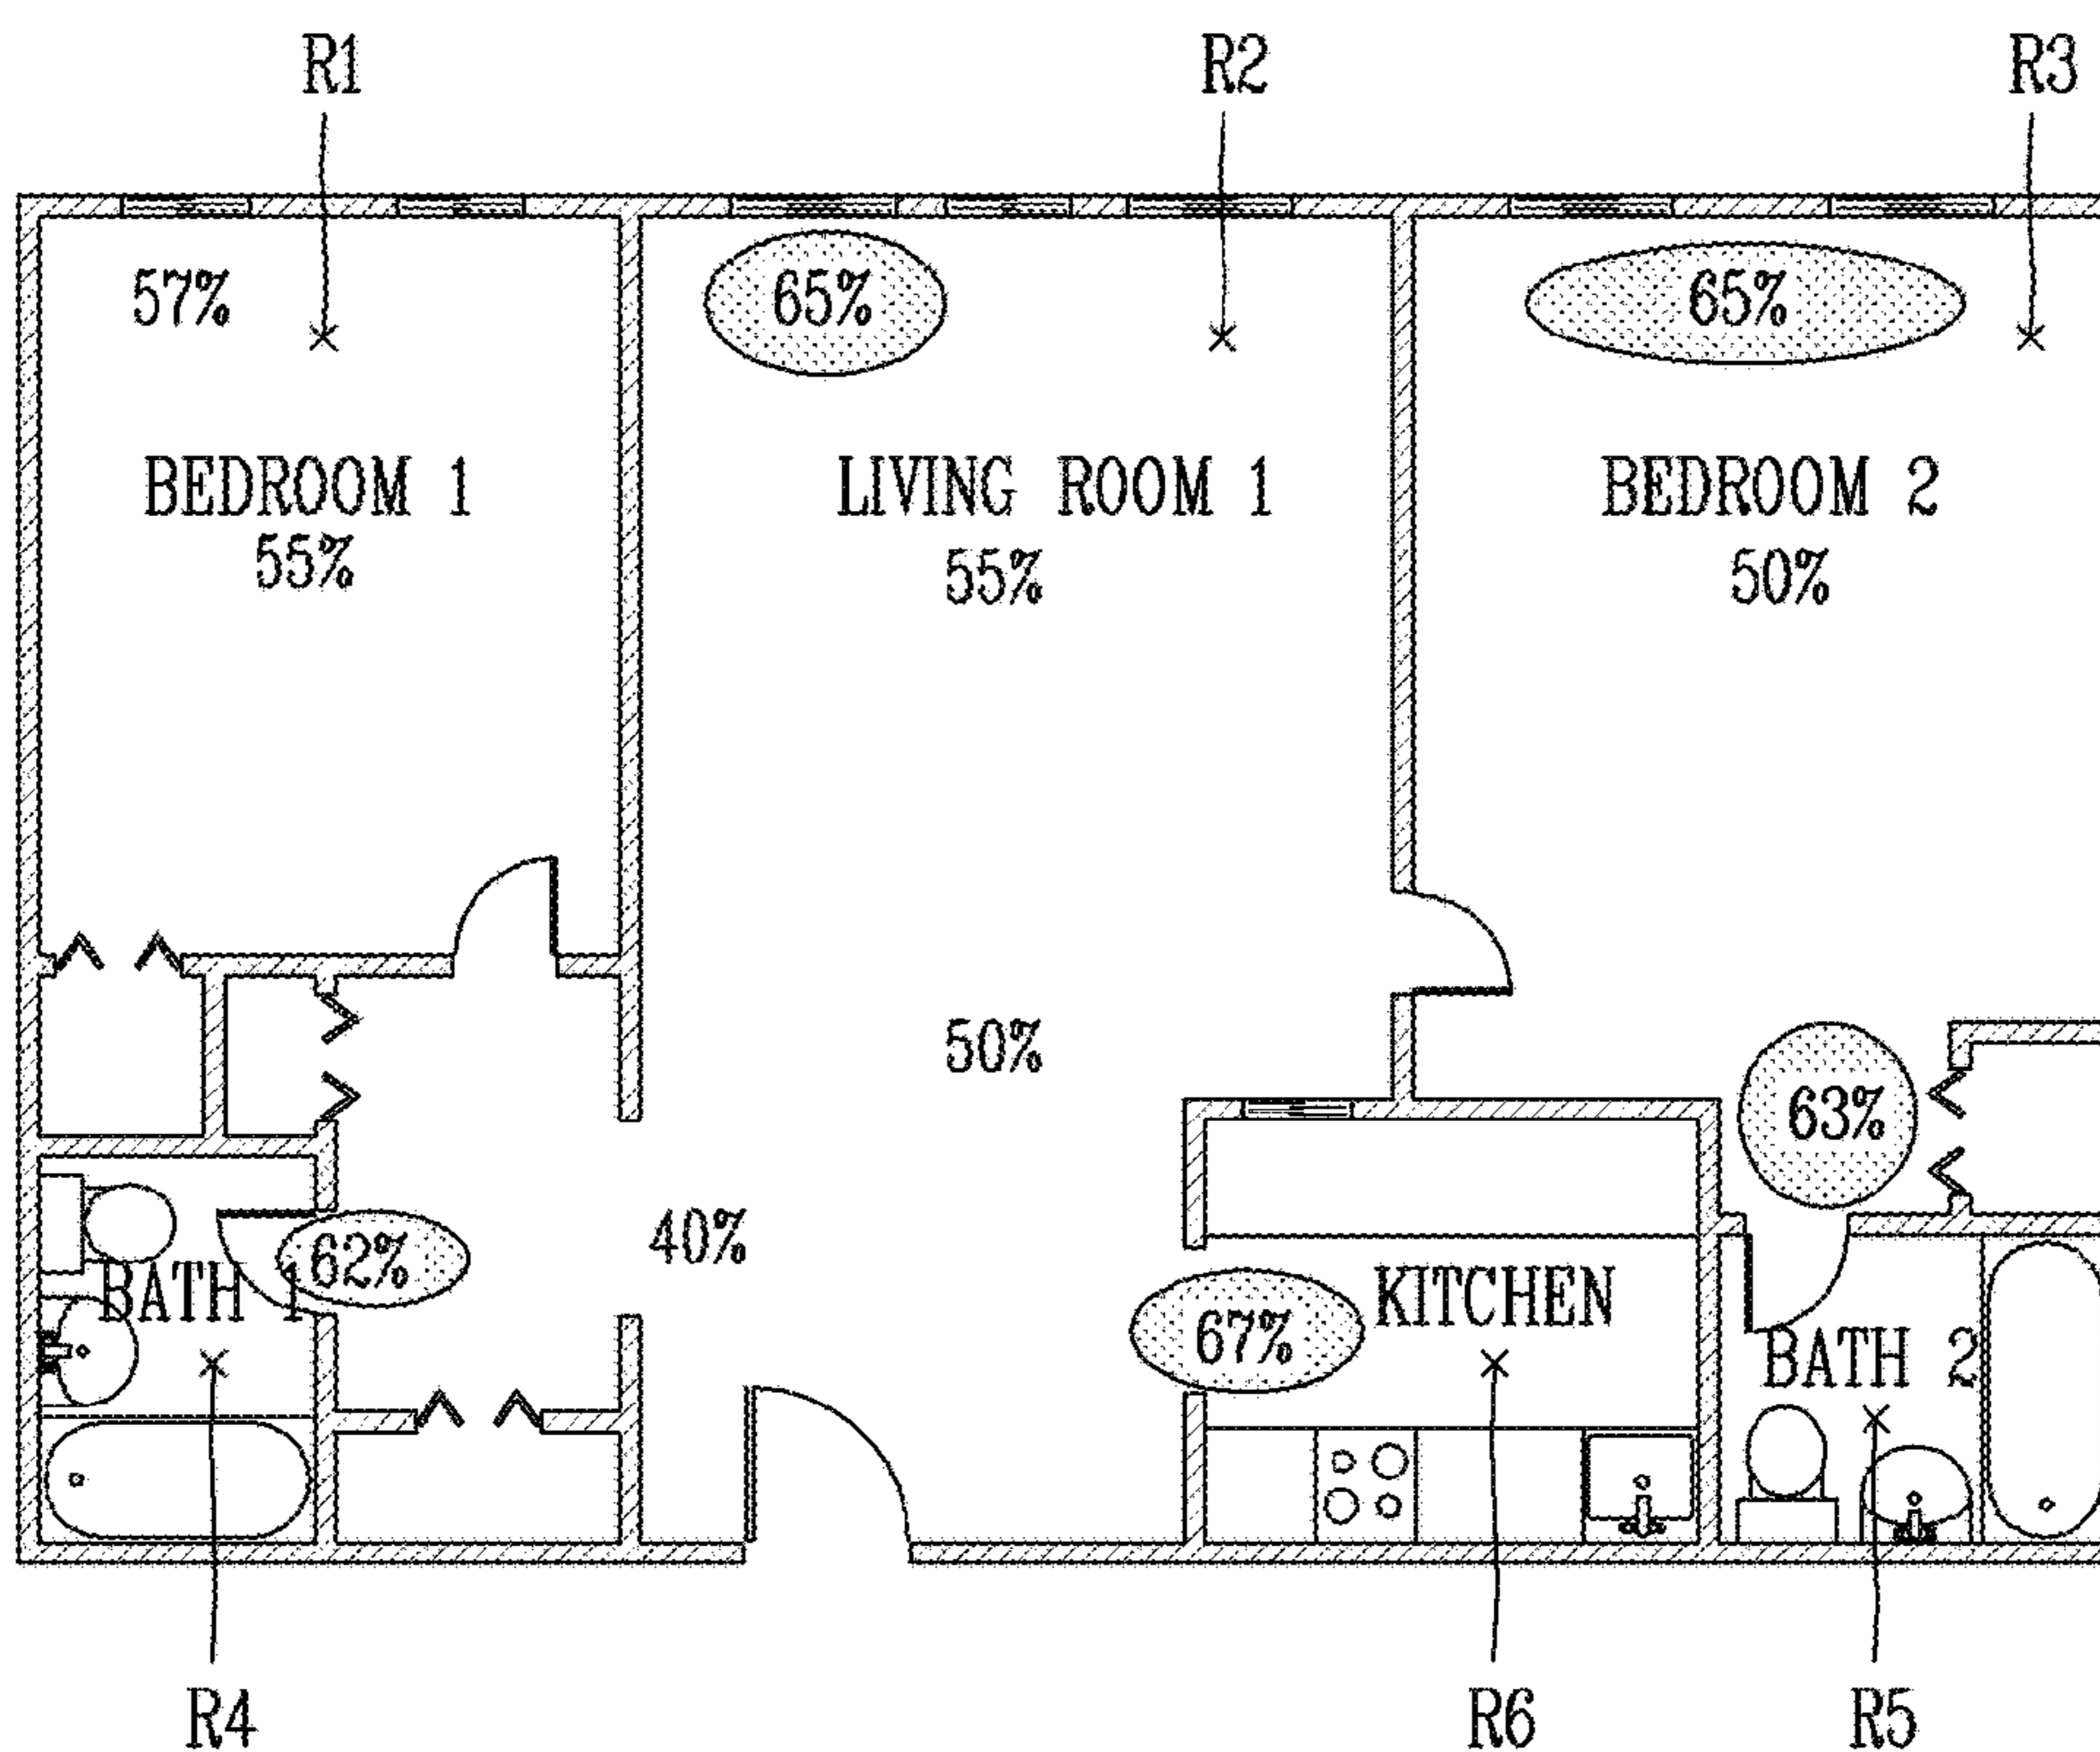 R1 R2 R3
57% 65% 65%
BEDROOM 1 LIVING ROOM 1 BEDROOM 2
55% 55% 50%
50%
63%
40%
62%
BATH 1 67% KITCHEN
BATH 2
R4 R6 R5